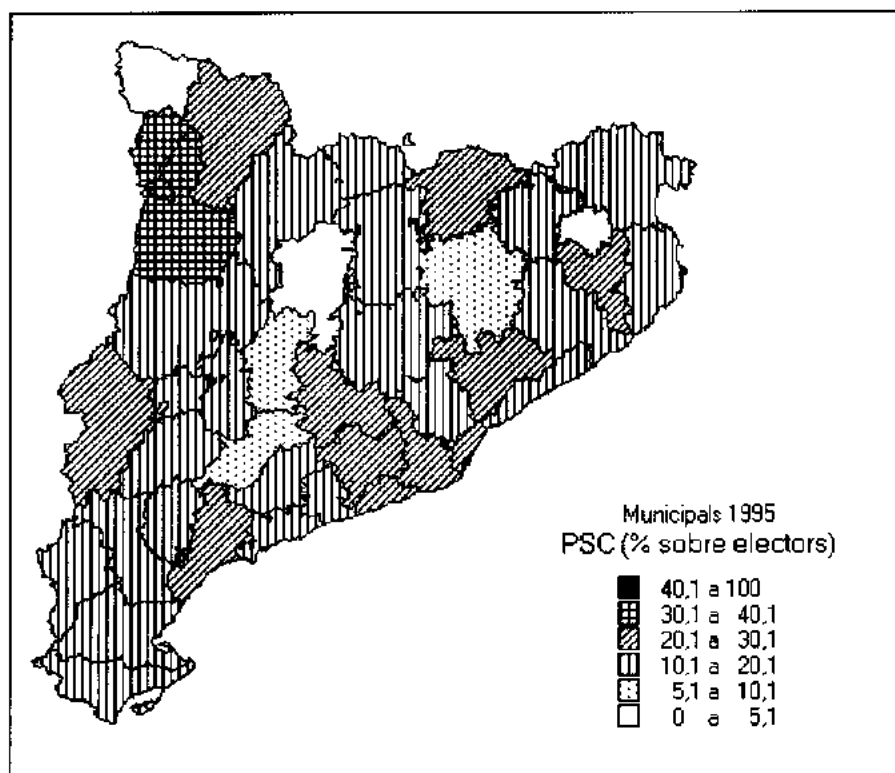 Municipals 1995
PSC (% sobre electors)
40,1 a 100
30,1 a 40,1
20,1 a 30,1
10,1 a 20,1
5,1 a 10,1
0 a 5,1